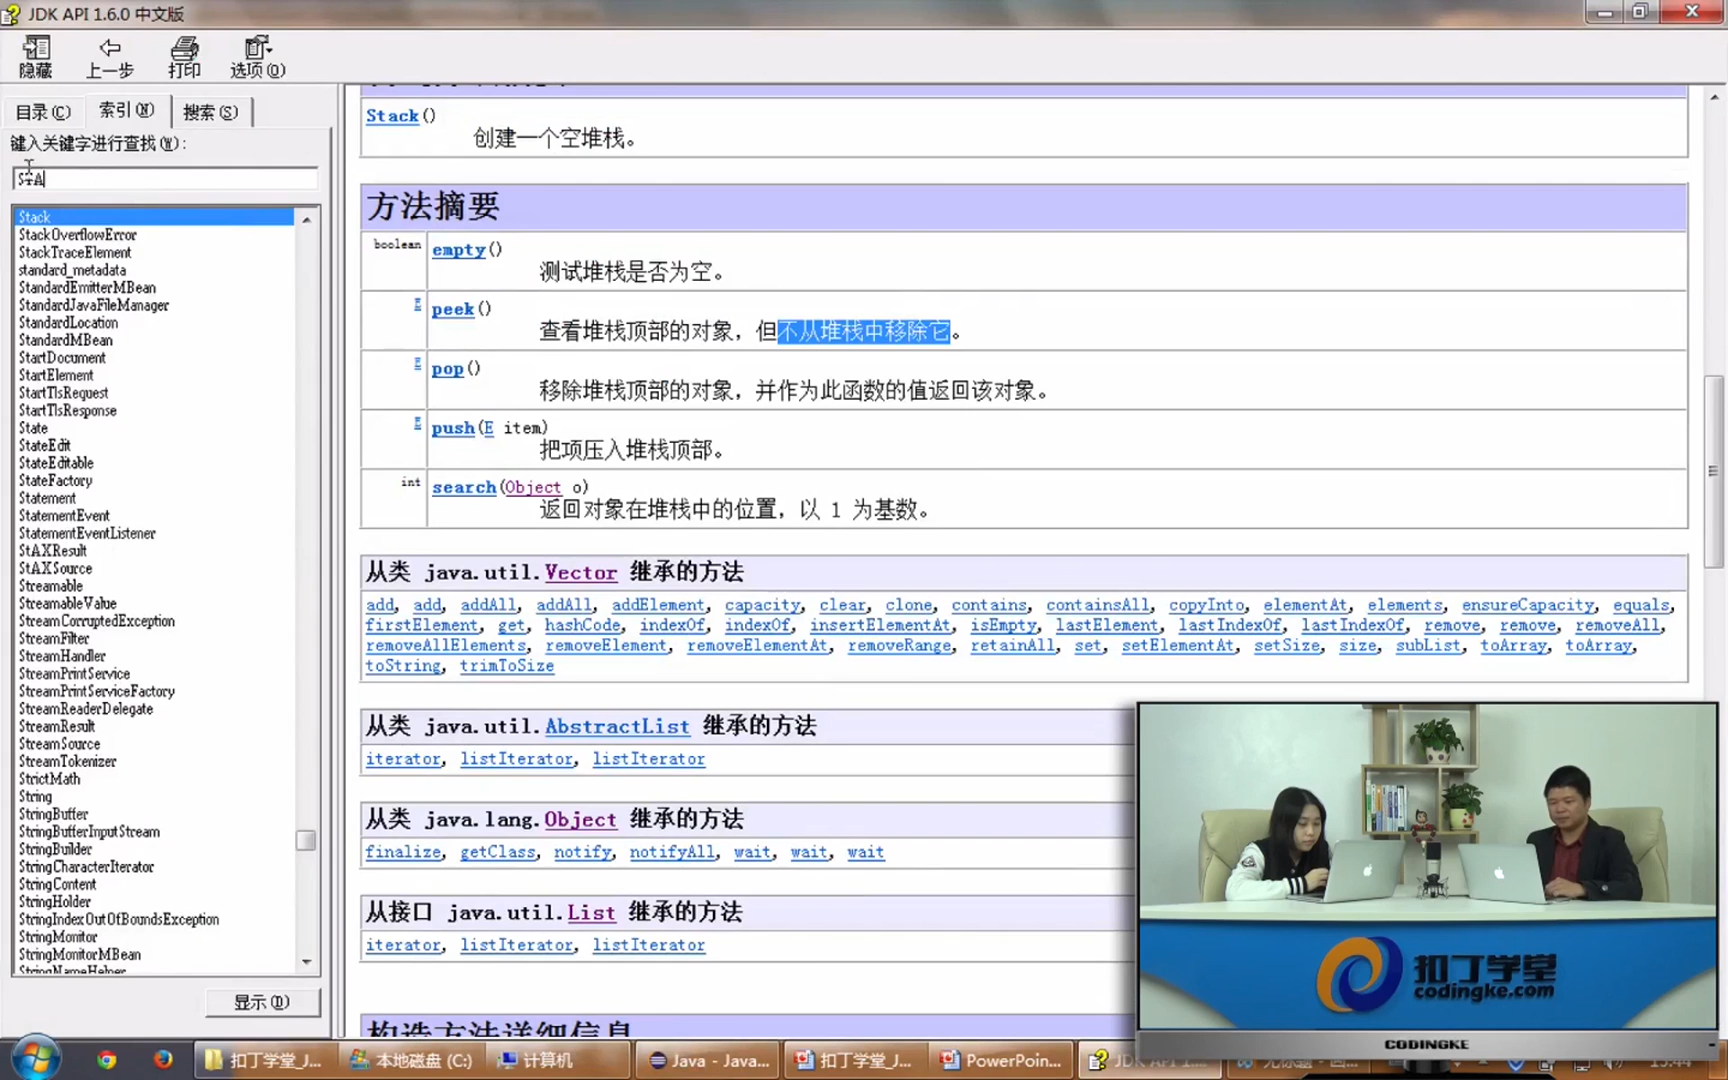 JDK API 1.6.0 中文版
隐藏
上一步
打印
选项(O)
目录(C)
索引(N)
搜索(S)
键入关键字进行查找(W):
StA
Stack
StackOverflowError
StackTraceElement
standard_metadata
StandardEmitterMBean
StandardJavaFileManager
StandardLocation
StandardMBean
StartDocument
StartElement
StartTlsRequest
StartTlsResponse
State
StateEdit
StateEditable
StateFactory
Statement
StatementEvent
StatementEventListener
StAXResult
StAXSource
Streamable
StreamableValue
StreamCorruptedException
StreamFilter
StreamHandler
StreamPrintService
StreamPrintServiceFactory
StreamReaderDelegate
StreamResult
StreamSource
StreamTokenizer
StrictMath
String
StringBuffer
StringBufferInputStream
StringBuilder
StringCharacterIterator
StringContent
StringHolder
StringIndexOutOfBoundsException
StringMonitor
StringMonitorMBean
StringNameHelper
显示(D)
Stack()
创建一个空堆栈。
方法摘要
boolean empty()
测试堆栈是否为空。
E peek()
查看堆栈顶部的对象，但不从堆栈中移除它。
E pop()
移除堆栈顶部的对象，并作为此函数的值返回该对象。
E push(E item)
把项压入堆栈顶部。
int search(Object o)
返回对象在堆栈中的位置，以 1 为基数。
从类 java.util.Vector 继承的方法
add, add, addAll, addAll, addElement, capacity, clear, clone, contains, containsAll, copyInto, elementAt, elements, ensureCapacity, equals,
firstElement, get, hashCode, indexOf, indexOf, insertElementAt, isEmpty, lastElement, lastIndexOf, lastIndexOf, remove, remove, removeAll,
removeAllElements, removeElement, removeElementAt, removeRange, retainAll, set, setElementAt, setSize, size, subList, toArray, toArray,
toString, trimToSize
从类 java.util.AbstractList 继承的方法
iterator, listIterator, listIterator
从类 java.lang.Object 继承的方法
finalize, getClass, notify, notifyAll, wait, wait, wait
从接口 java.util.List 继承的方法
iterator, listIterator, listIterator
构造方法详细信息
扣丁学堂
codingke.com
CODINGKE
扣丁学堂_J...
本地磁盘 (C:)
计算机
Java - Java...
扣丁学堂_J...
PowerPoin...
JDK API 1...
15:44